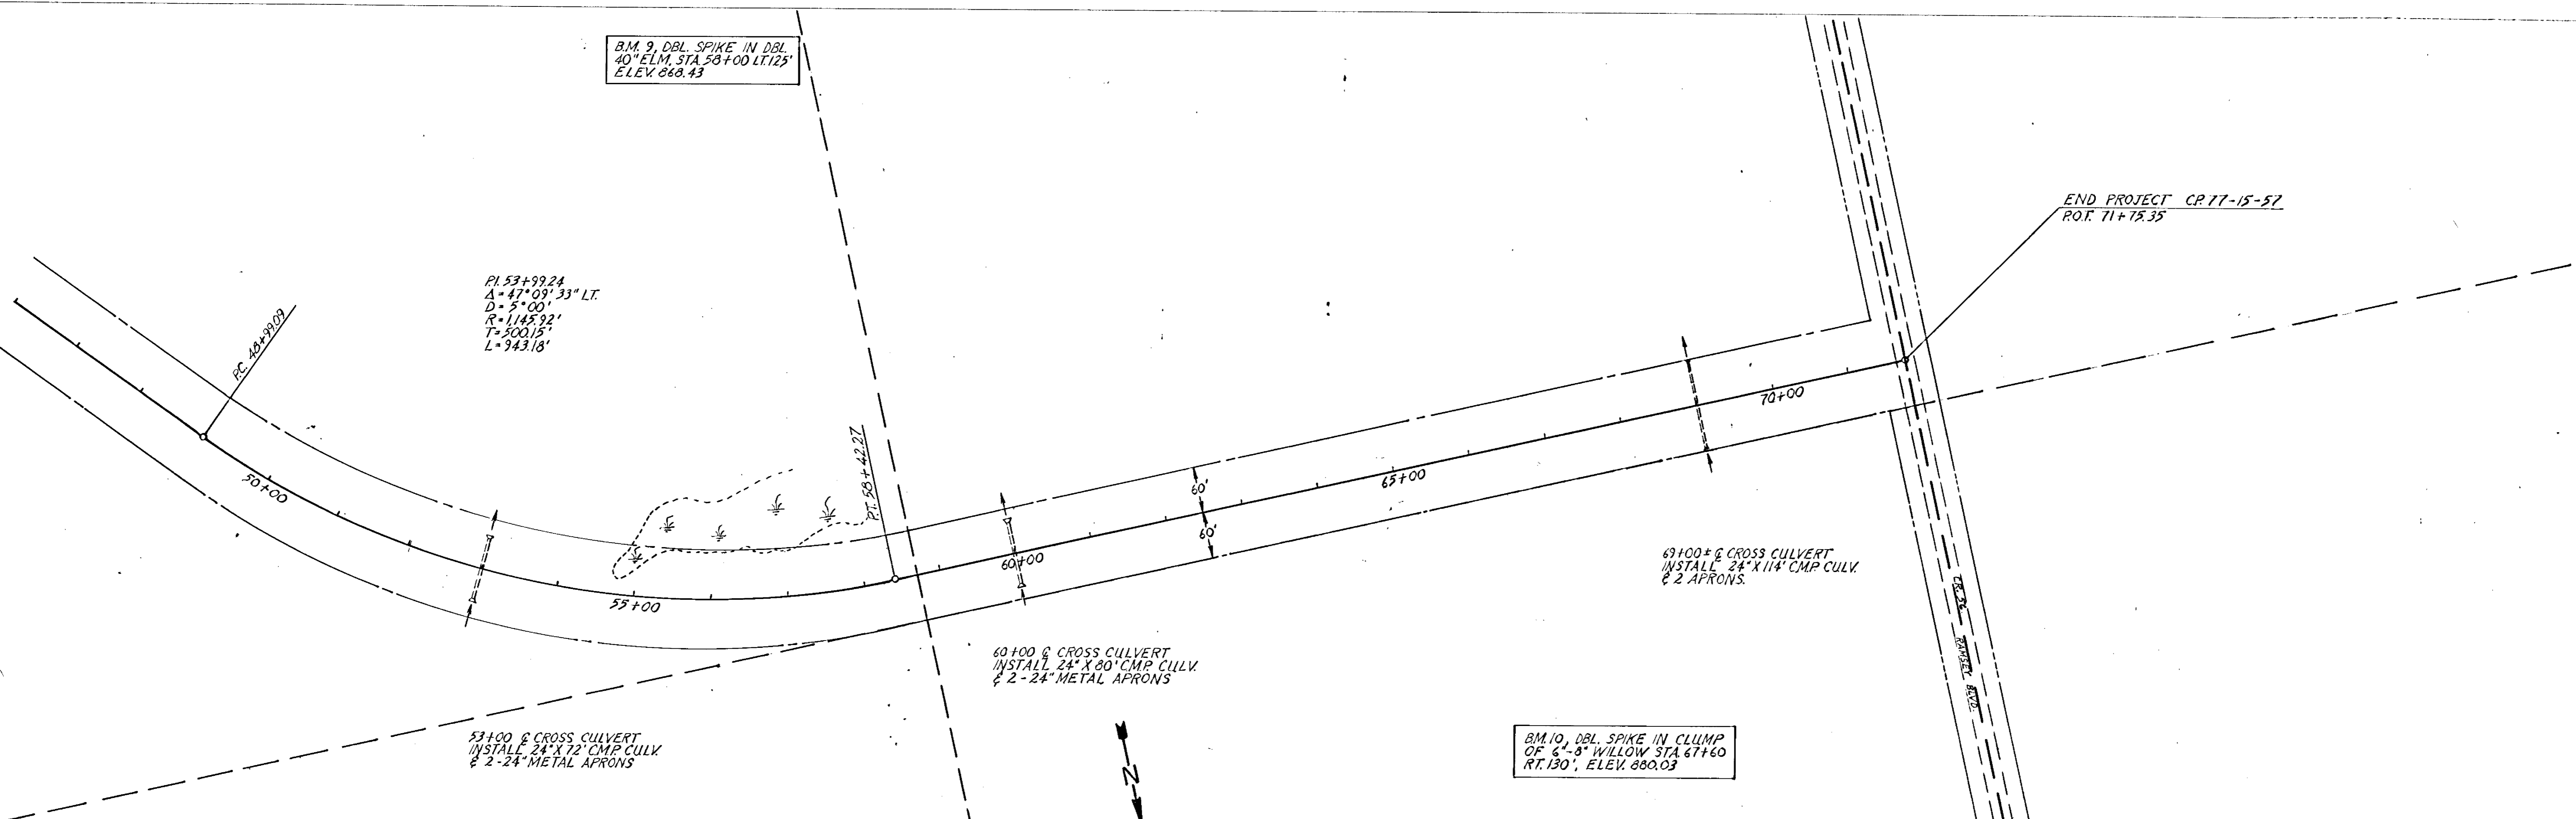 B.M. 9, DBL. SPIKE IN DBL.
40" ELM, STA. 58+00 LT. 125'
ELEV. 868.43
END PROJECT C.P. 77-15-57
P.O.T. 71+75.35
P.I. 53+99.24
Δ = 47° 09' 33" LT.
D = 5° 00'
R = 1,145.92'
T = 500.15'
L = 943.18'
P.C. 48+99.09
P.T. 58+42.27
50+00
55+00
60+00
65+00
70+00
60'
60'
69+00± ℄ CROSS CULVERT
INSTALL 24" X 114' C.M.P. CULV.
& 2 APRONS.
60+00 ℄ CROSS CULVERT
INSTALL 24" X 80' C.M.P. CULV.
& 2-24" METAL APRONS
53+00 ℄ CROSS CULVERT
INSTALL 24" X 72' C.M.P. CULV.
& 2-24" METAL APRONS
B.M. 10, DBL. SPIKE IN CLUMP
OF 6"-8" WILLOW STA. 67+60
RT. 130', ELEV. 880.03
C.R. 56 RAMSEY BLVD.
N